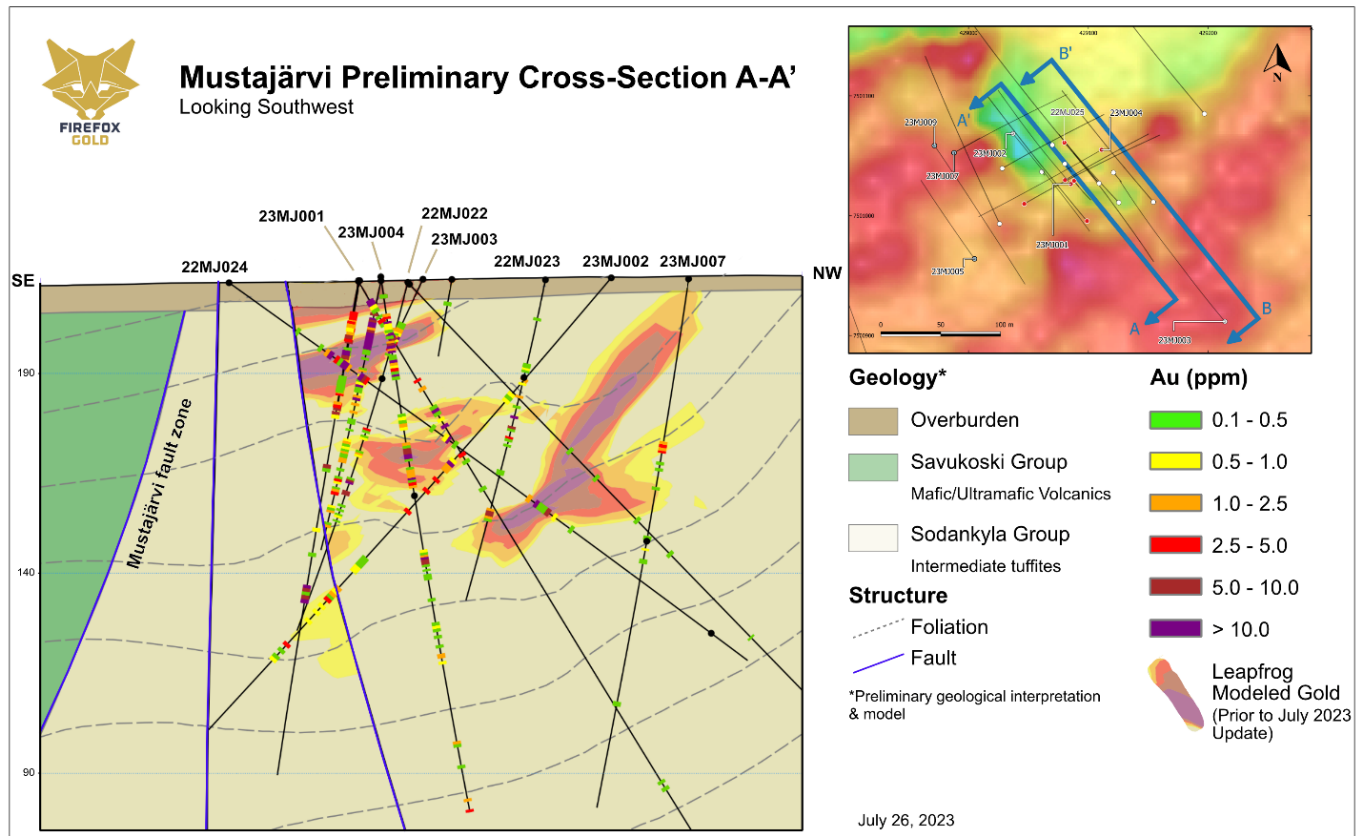 FIREFOX
GOLD
Mustajärvi Preliminary Cross-Section A-A'
Looking Southwest
22MJ024
23MJ001
23MJ004
22MJ022
23MJ003
22MJ023
23MJ002
23MJ007
SE
NW
190
140
90
Mustajärvi fault zone
B'
A'
N
23MJ009
22MJ025
23MJ004
23MJ002
23MJ007
23MJ001
23MJ005
23MJ003
A
B
0
50
100 m
Geology*
Overburden
Savukoski Group
Mafic/Ultramafic Volcanics
Sodankyla Group
Intermediate tuffites
Structure
Foliation
Fault
*Preliminary geological interpretation
& model
Au (ppm)
0.1 - 0.5
0.5 - 1.0
1.0 - 2.5
2.5 - 5.0
5.0 - 10.0
> 10.0
Leapfrog
Modeled Gold
(Prior to July 2023
Update)
July 26, 2023